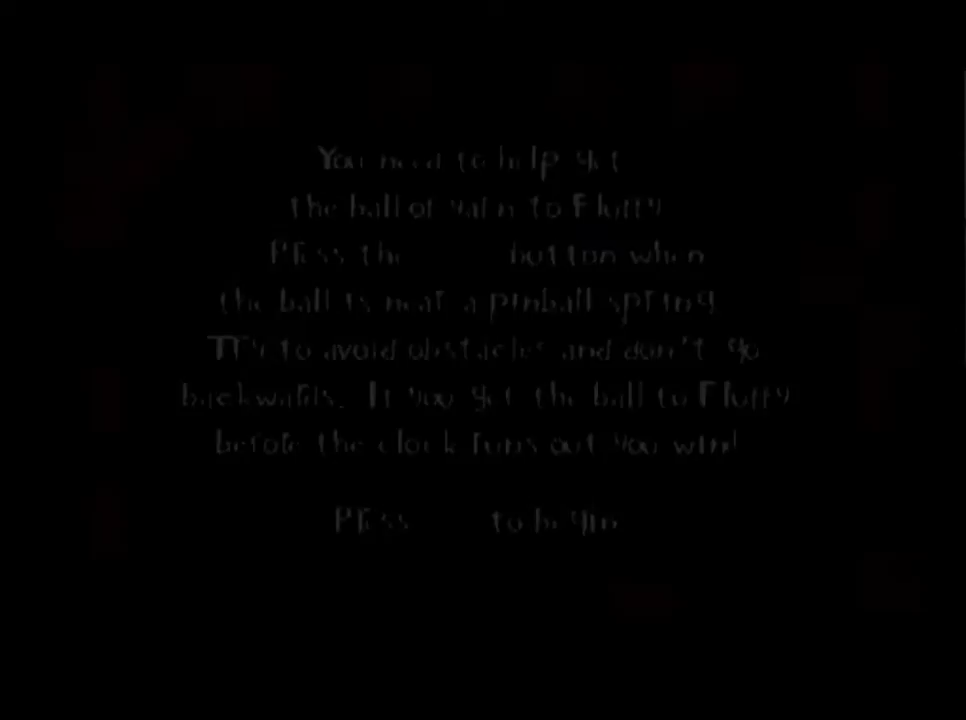 You need to help get
the ball of yarn to Fluffy
Press the button when
the ball is near a pinball spring
Try to avoid obstacles and don't go
backwards. If you get the ball to Fluffy
before the clock runs out you win!
Press to begin